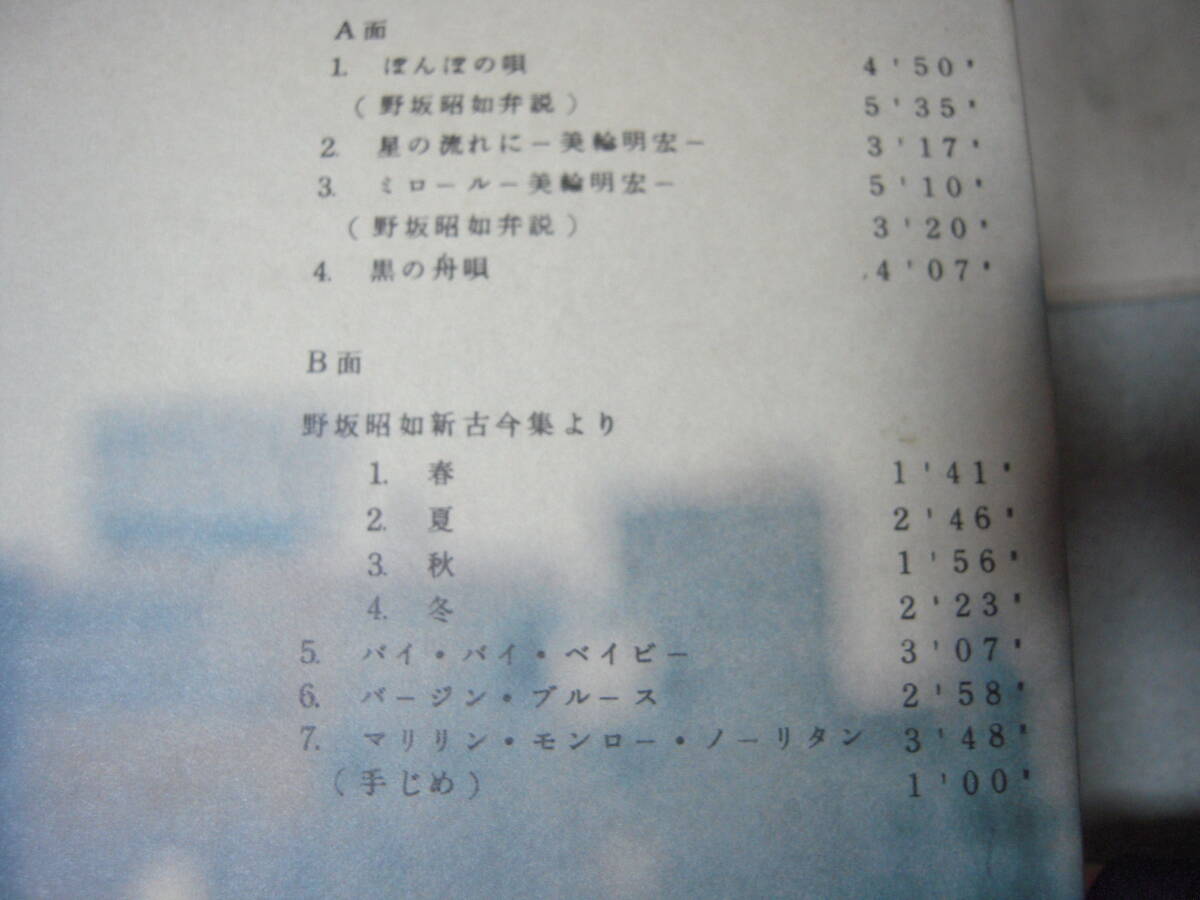 A面
1. ぽんぽの唄 4'50"
(野坂昭如弁説) 5'35"
2. 星の流れに−美輪明宏− 3'17"
3. ミロール−美輪明宏− 5'10"
(野坂昭如弁説) 3'20"
4. 黒の舟唄 4'07"
B面
野坂昭如新古今集より
1. 春 1'41"
2. 夏 2'46"
3. 秋 1'56"
4. 冬 2'23"
5. バイ・バイ・ベイビー 3'07"
6. バージン・ブルース 2'58"
7. マリリン・モンロー・ノーリタン 3'48"
(手じめ) 1'00"